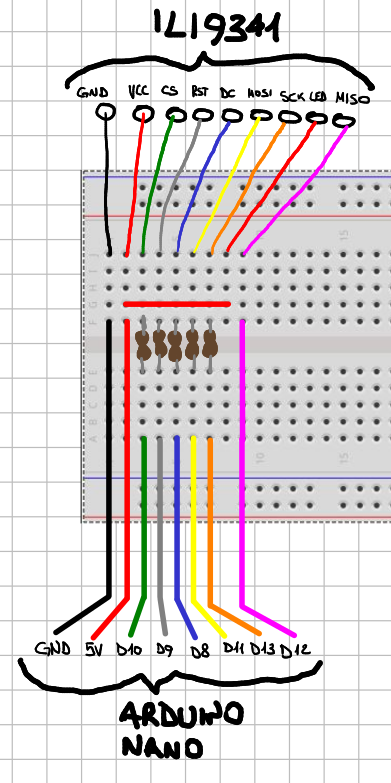 ILI9341
GND VCC CS RST DC MOSI SCK LED MISO
15
J
I
H
G
F
E
D
C
B
A
10 15
GND 5V D10 D9 D8 D11 D13 D12
ARDUINO
NANO